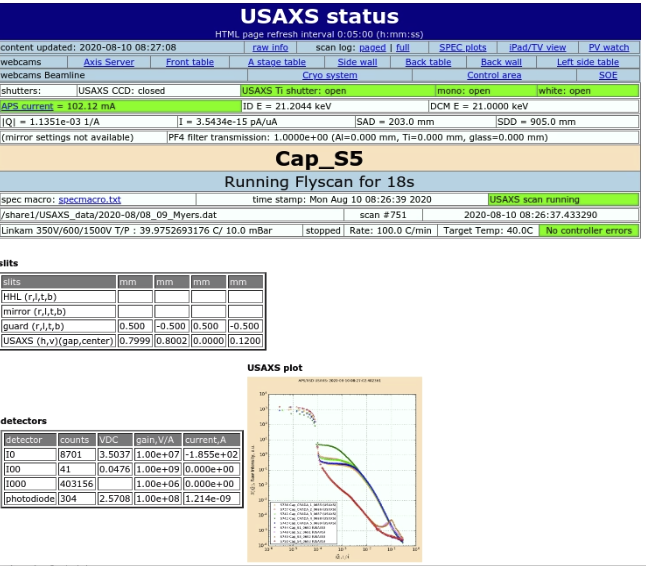 USAXS status
HTML page refresh interval 0:05:00 (h:mm:ss)
content updated: 2020-08-10 08:27:08 raw info scan log: paged | full SPEC plots iPad/TV view PV watch
webcams Axis Server Front table A stage table Side wall Back table Back wall Left side table
webcams Beamline Cryo system Control area SOE
shutters: USAXS CCD: closed USAXS Ti shutter: open mono: open white: open
APS current = 102.12 mA ID E = 21.2044 keV DCM E = 21.0000 keV
|Q| = 1.1351e-03 1/A I = 3.5434e-15 pA/uA SAD = 203.0 mm SDD = 905.0 mm
(mirror settings not available) PF4 filter transmission: 1.0000e+00 (Al=0.000 mm, Ti=0.000 mm, glass=0.000 mm)
Cap_S5
Running Flyscan for 18s
spec macro: specmacro.txt time stamp: Mon Aug 10 08:26:39 2020 USAXS scan running
/share1/USAXS_data/2020-08/08_09_Myers.dat scan #751 2020-08-10 08:26:37.433290
Linkam 350V/600/1500V T/P : 39.9752693176 C/ 10.0 mBar stopped Rate: 100.0 C/min Target Temp: 40.0C No controller errors
slits
slits mm mm mm mm
HHL (r,l,t,b)
mirror (r,l,t,b)
guard (r,l,t,b) 0.500 -0.500 0.500 -0.500
USAXS (h,v)(gap,center) 0.7999 0.8002 0.0000 0.1200
USAXS plot
detectors
detector counts VDC gain,V/A current,A
I0 8701 3.5037 1.00e+07 -1.855e+02
I00 41 0.0476 1.00e+09 0.000e+00
I000 403156 1.00e+06 0.000e+00
photodiode 304 2.5708 1.00e+08 1.214e-09